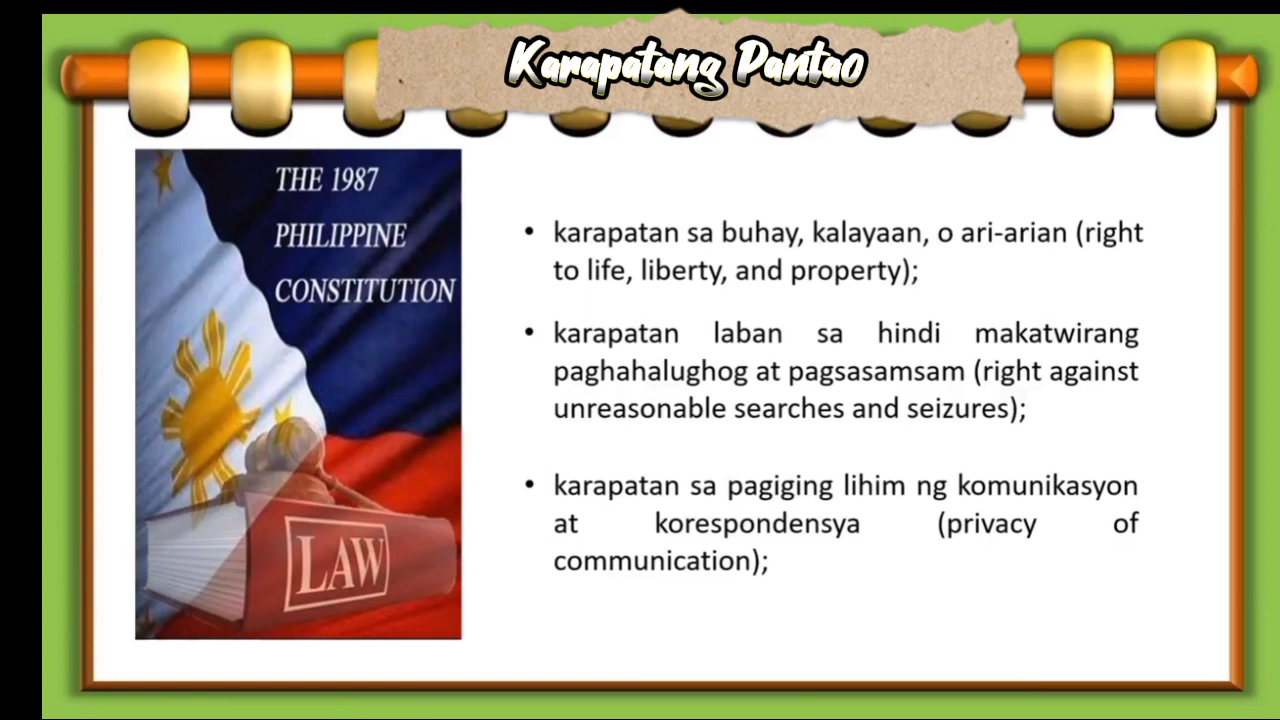 Karapatang Pantao
THE 1987
PHILIPPINE
CONSTITUTION
LAW
• karapatan sa buhay, kalayaan, o ari-arian (right
to life, liberty, and property);
• karapatan laban sa hindi makatwirang
paghahalughog at pagsasamsam (right against
unreasonable searches and seizures);
• karapatan sa pagiging lihim ng komunikasyon
at korespondensya (privacy of
communication);